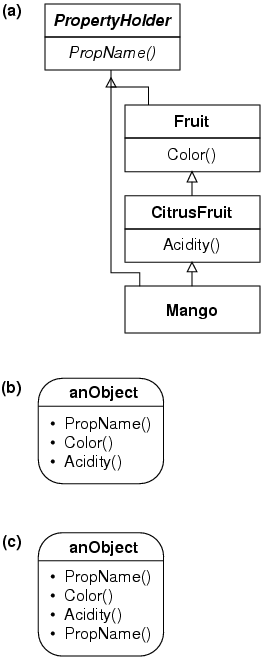 (a)
PropertyHolder
PropName()
Fruit
Color()
CitrusFruit
Acidity()
Mango
(b)
anObject
• PropName()
• Color()
• Acidity()
(c)
anObject
• PropName()
• Color()
• Acidity()
• PropName()